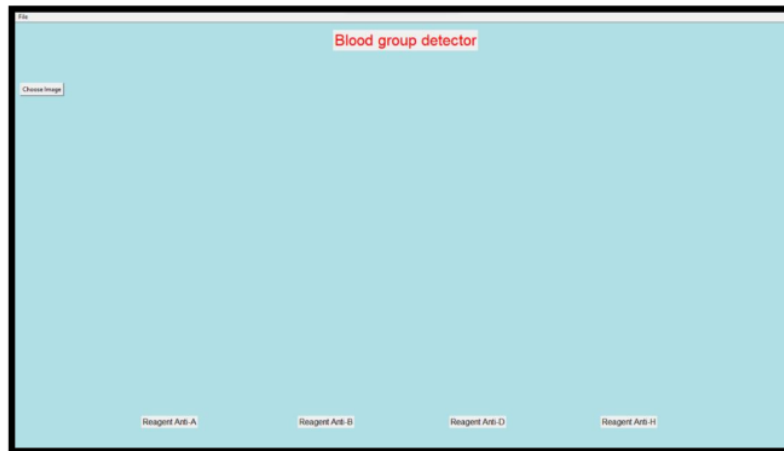 File
Blood group detector
Choose Image
Reagent Anti-A Reagent Anti-B Reagent Anti-D Reagent Anti-H